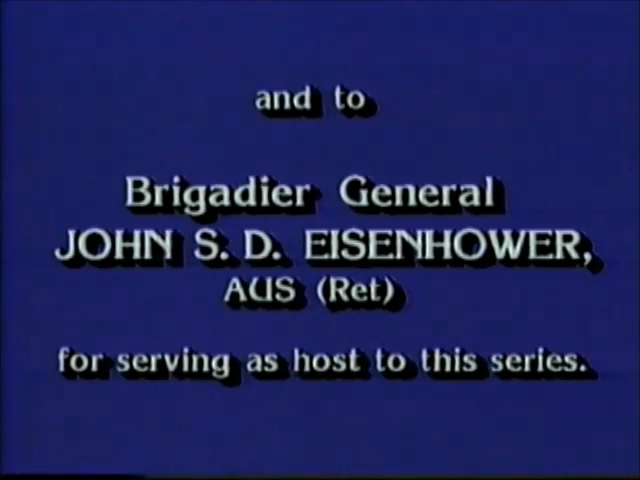 and to
Brigadier General
JOHN S. D. EISENHOWER,
AUS (Ret)
for serving as host to this series.